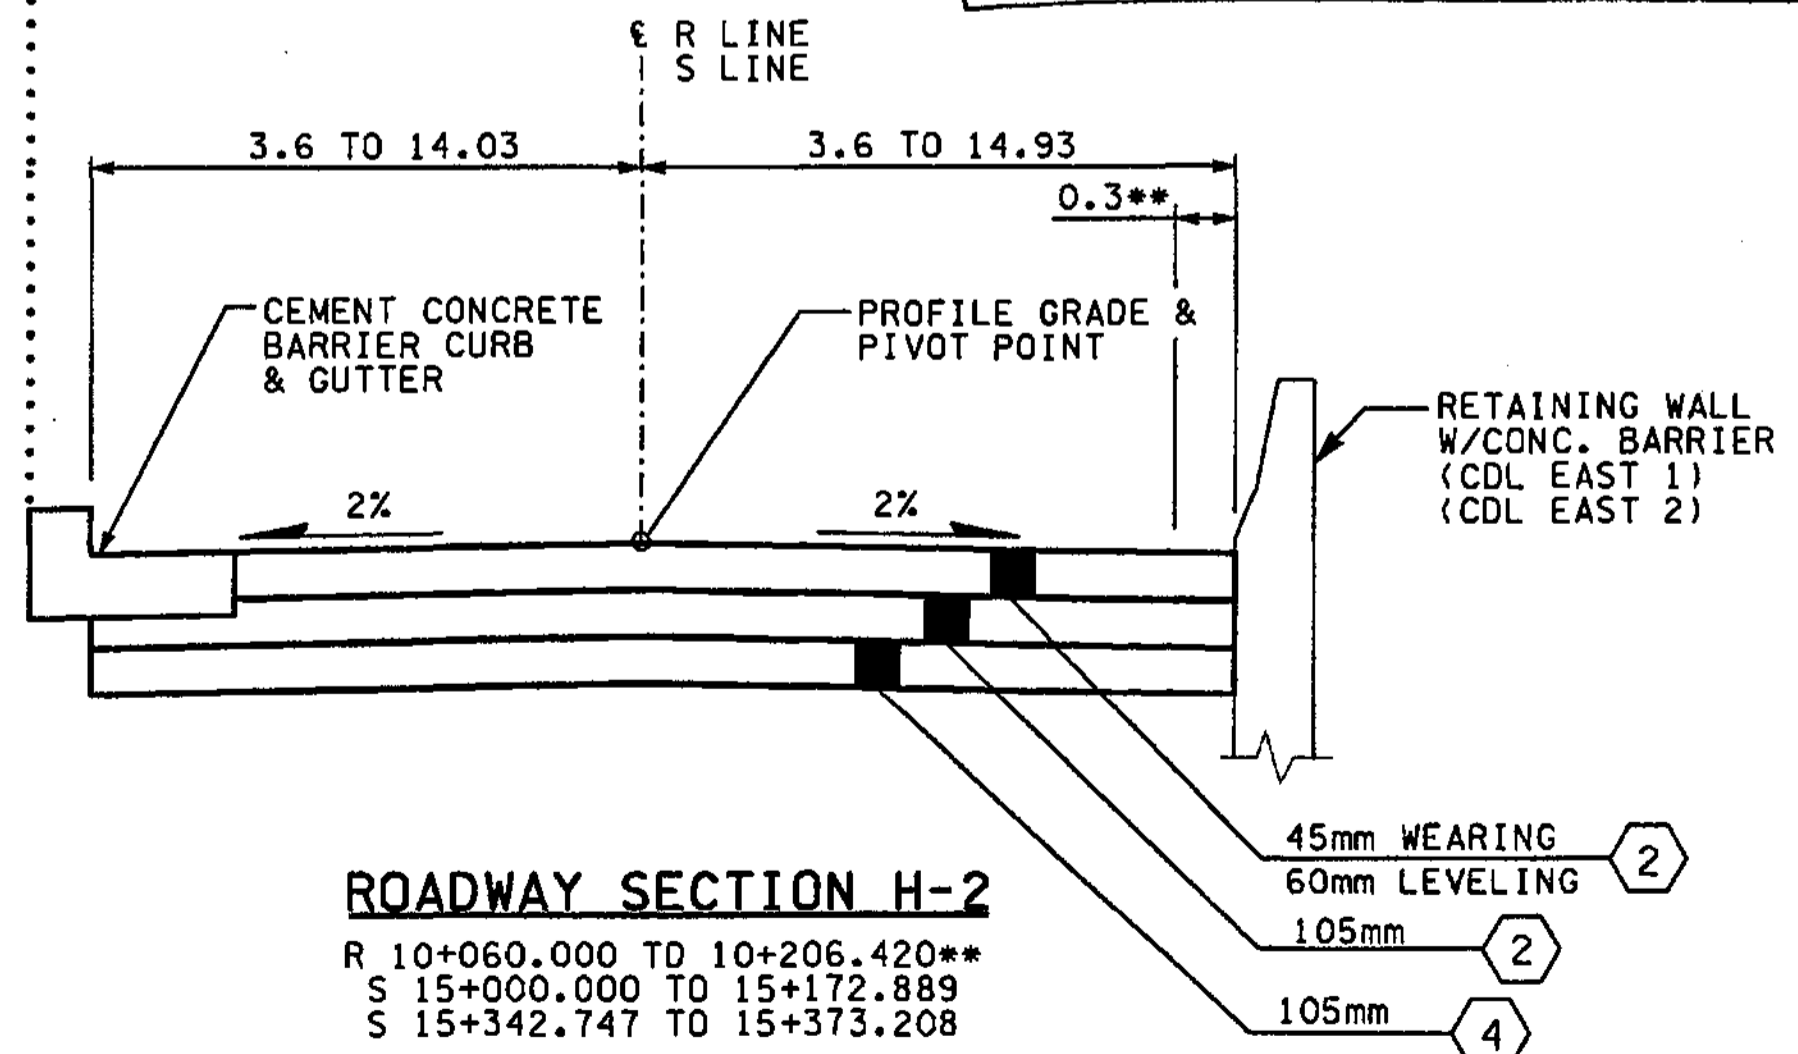 ℄ R LINE
S LINE
3.6 TO 14.03
3.6 TO 14.93
0.3**
CEMENT CONCRETE
BARRIER CURB
& GUTTER
PROFILE GRADE &
PIVOT POINT
RETAINING WALL
W/CONC. BARRIER
(CDL EAST 1)
(CDL EAST 2)
2%
2%
45mm WEARING
60mm LEVELING
2
105mm
2
105mm
4
ROADWAY SECTION H-2
R 10+060.000 TO 10+206.420**
S 15+000.000 TO 15+172.889
S 15+342.747 TO 15+373.208